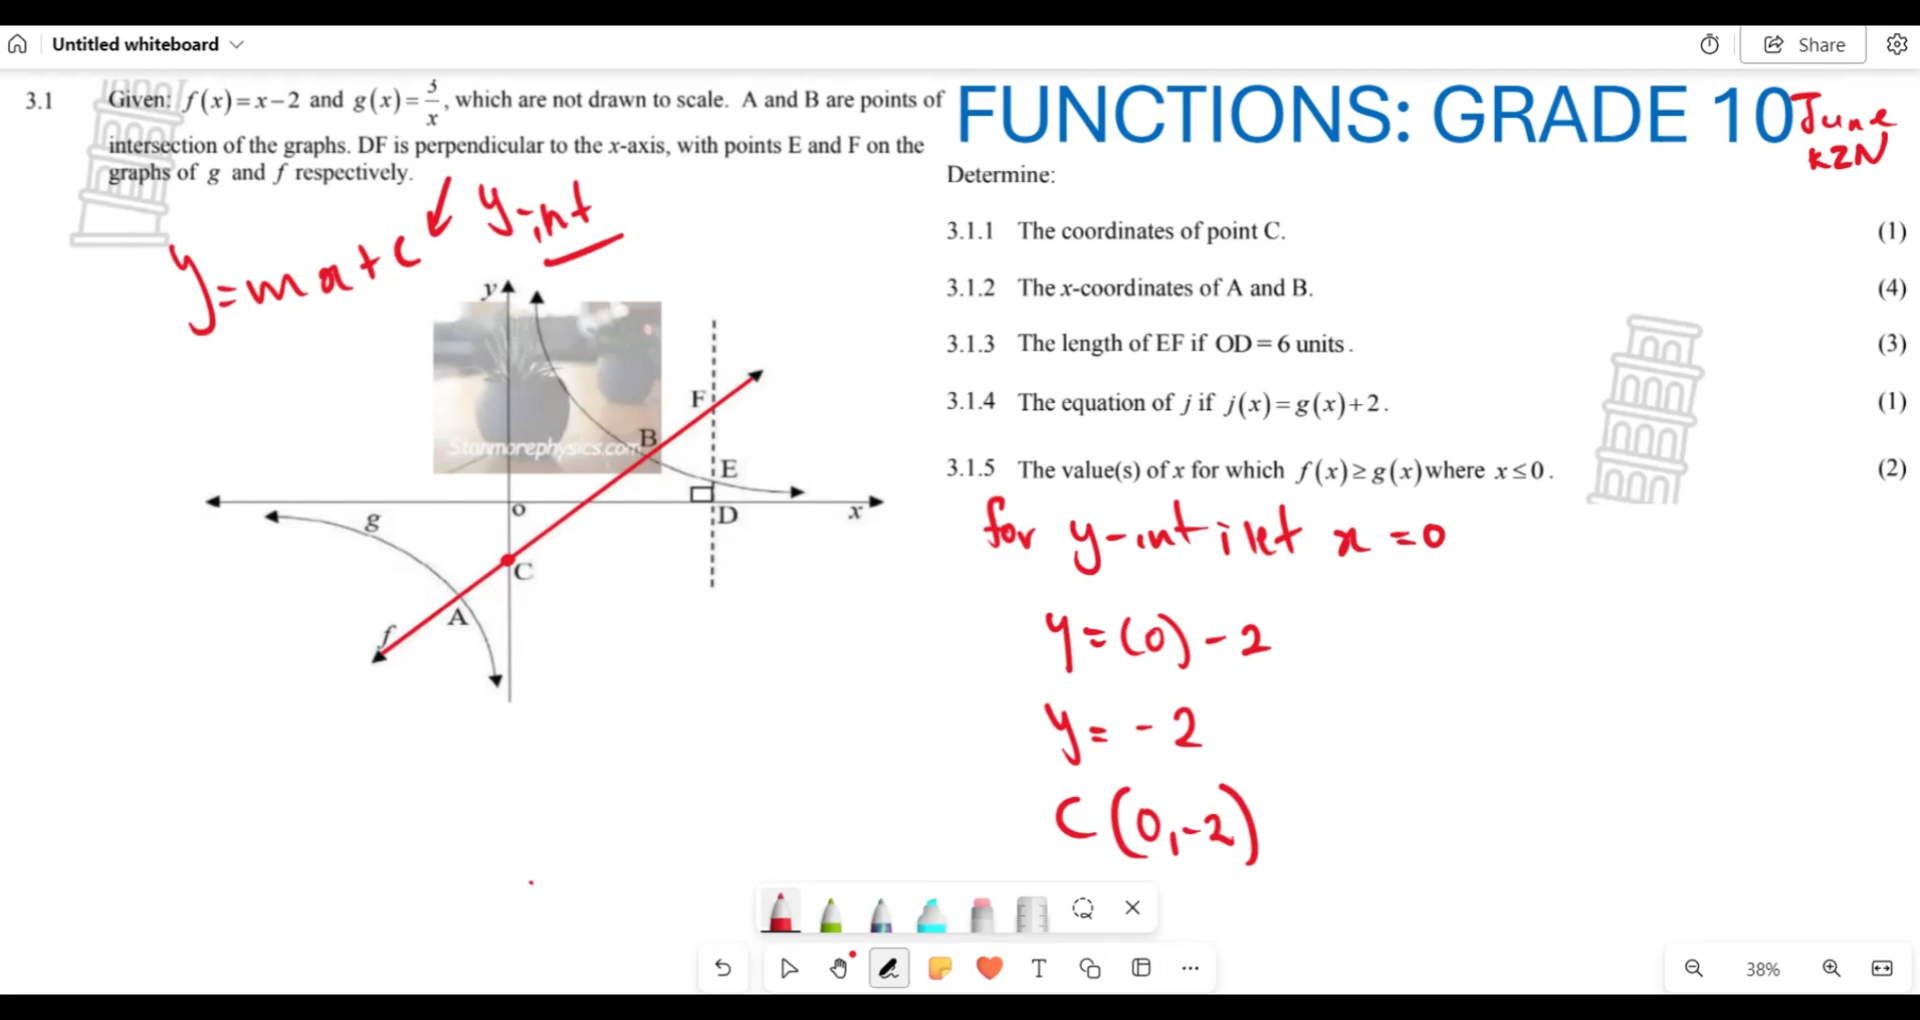 Untitled whiteboard
Share
3.1 Given: f(x)=x−2 and g(x)=3/x, which are not drawn to scale. A and B are points of
intersection of the graphs. DF is perpendicular to the x-axis, with points E and F on the
graphs of g and f respectively.
FUNCTIONS: GRADE 10
June
KZN
y=mx+c
y-int
y
F
B
Stanmorephysics.com
E
g
O
D
x
C
A
f
Determine:
3.1.1 The coordinates of point C. (1)
3.1.2 The x-coordinates of A and B. (4)
3.1.3 The length of EF if OD=6 units. (3)
3.1.4 The equation of j if j(x)=g(x)+2. (1)
3.1.5 The value(s) of x for which f(x)≥g(x) where x≤0. (2)
for y-int; let x=0
y=(0)-2
y=-2
C(0,-2)
T
38%